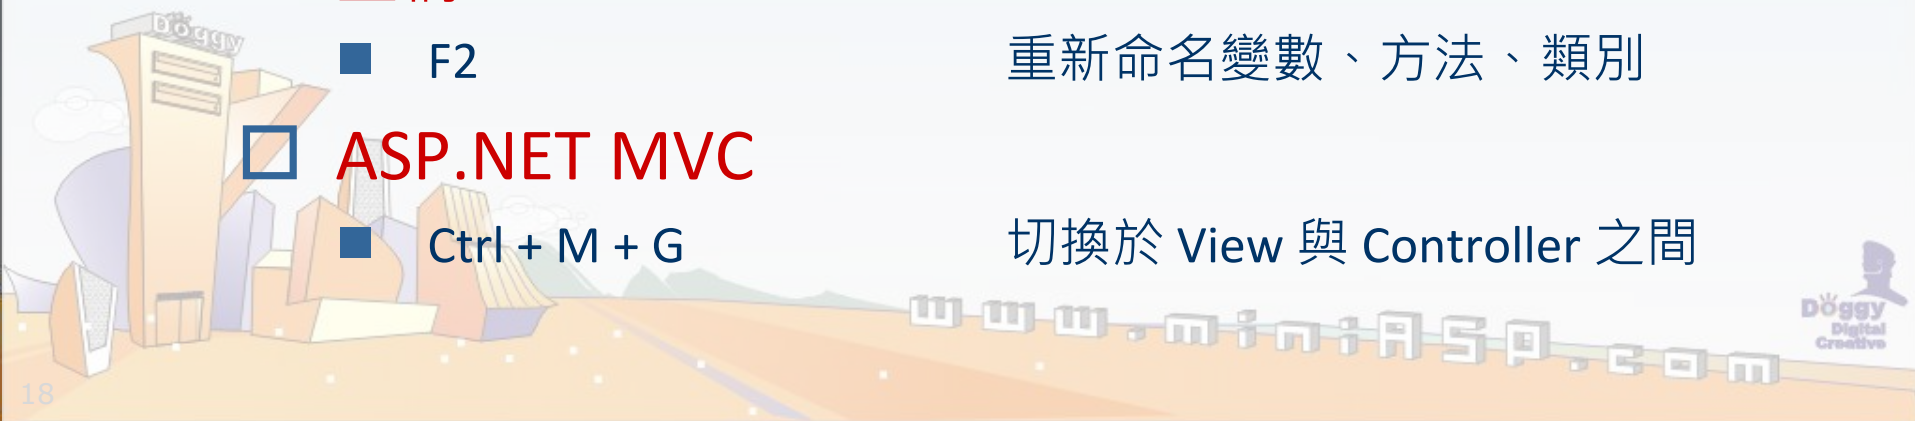 Doggy
F2 重新命名變數、方法、類別
ASP.NET MVC
Ctrl + M + G 切換於 View 與 Controller 之間
www.miniASP.com
Doggy
Digital
Creative
18